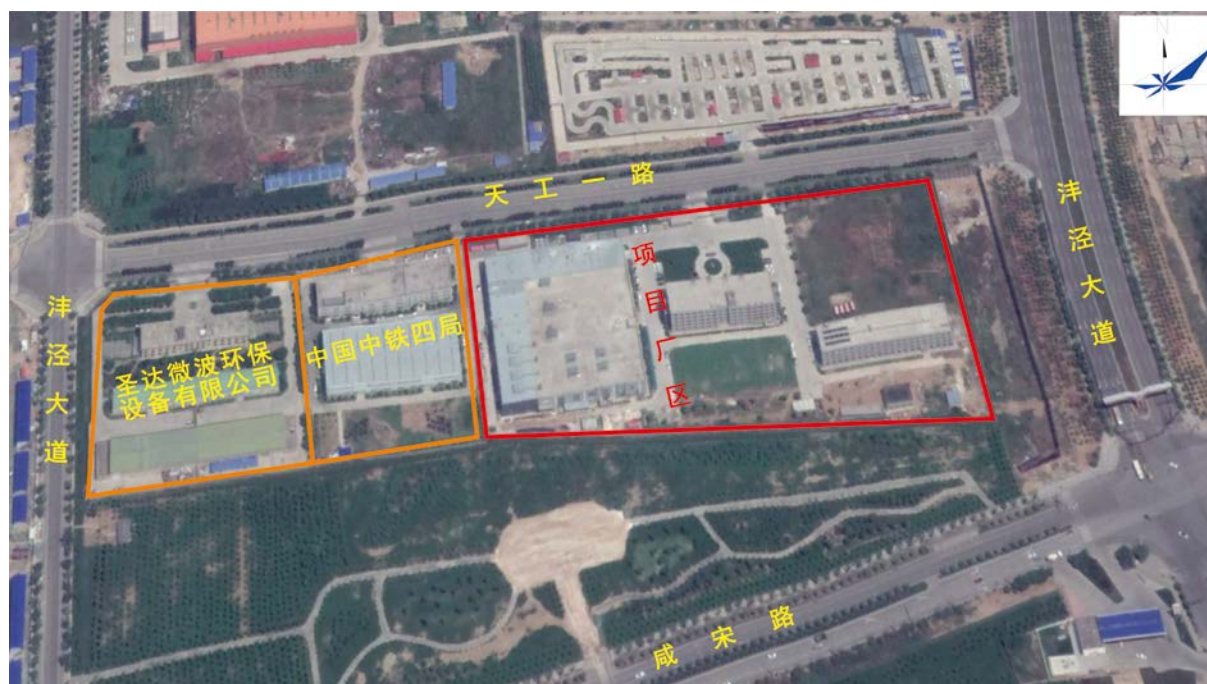 天工一路
沣泾大道
项目厂区
沣泾大道
中国中铁四局
圣达微波环保
设备有限公司
咸宋路